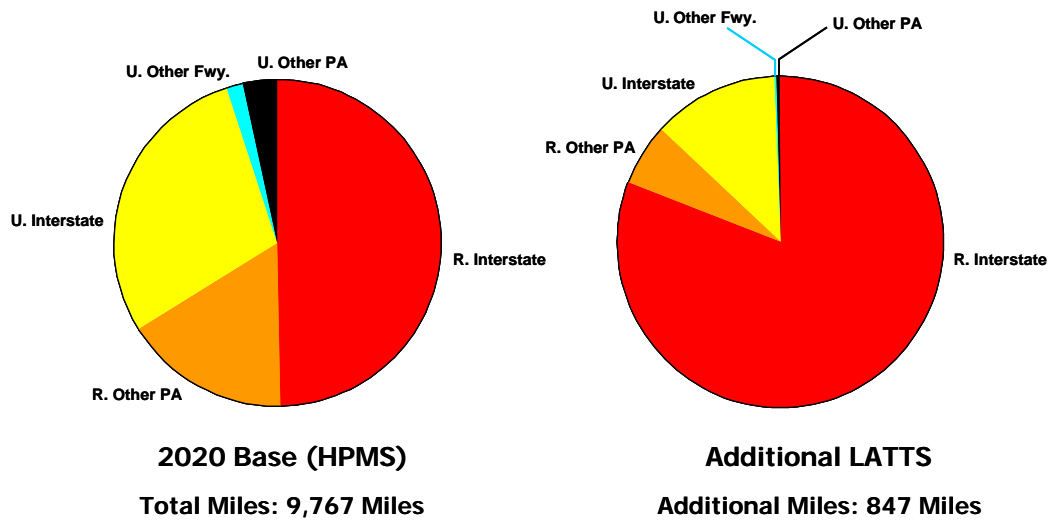 U. Other Fwy.
U. Other PA
U. Interstate
R. Interstate
R. Other PA
2020 Base (HPMS)
Total Miles: 9,767 Miles
U. Other Fwy.
U. Other PA
U. Interstate
R. Other PA
R. Interstate
Additional LATTS
Additional Miles: 847 Miles